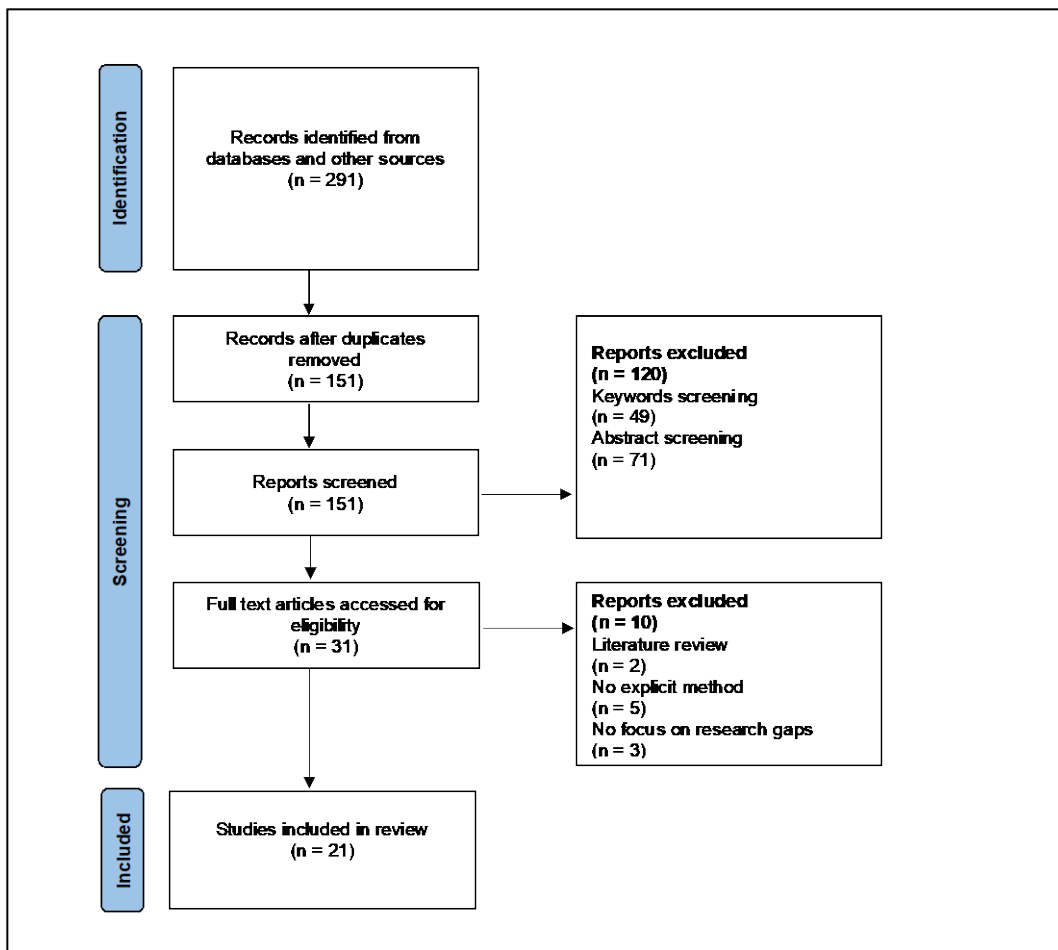 Identification
Records identified from
databases and other sources
(n = 291)
Screening
Records after duplicates
removed
(n = 151)
Reports excluded
(n = 120)
Keywords screening
(n = 49)
Abstract screening
(n = 71)
Reports screened
(n = 151)
Full text articles accessed for
eligibility
(n = 31)
Reports excluded
(n = 10)
Literature review
(n = 2)
No explicit method
(n = 5)
No focus on research gaps
(n = 3)
Included
Studies included in review
(n = 21)